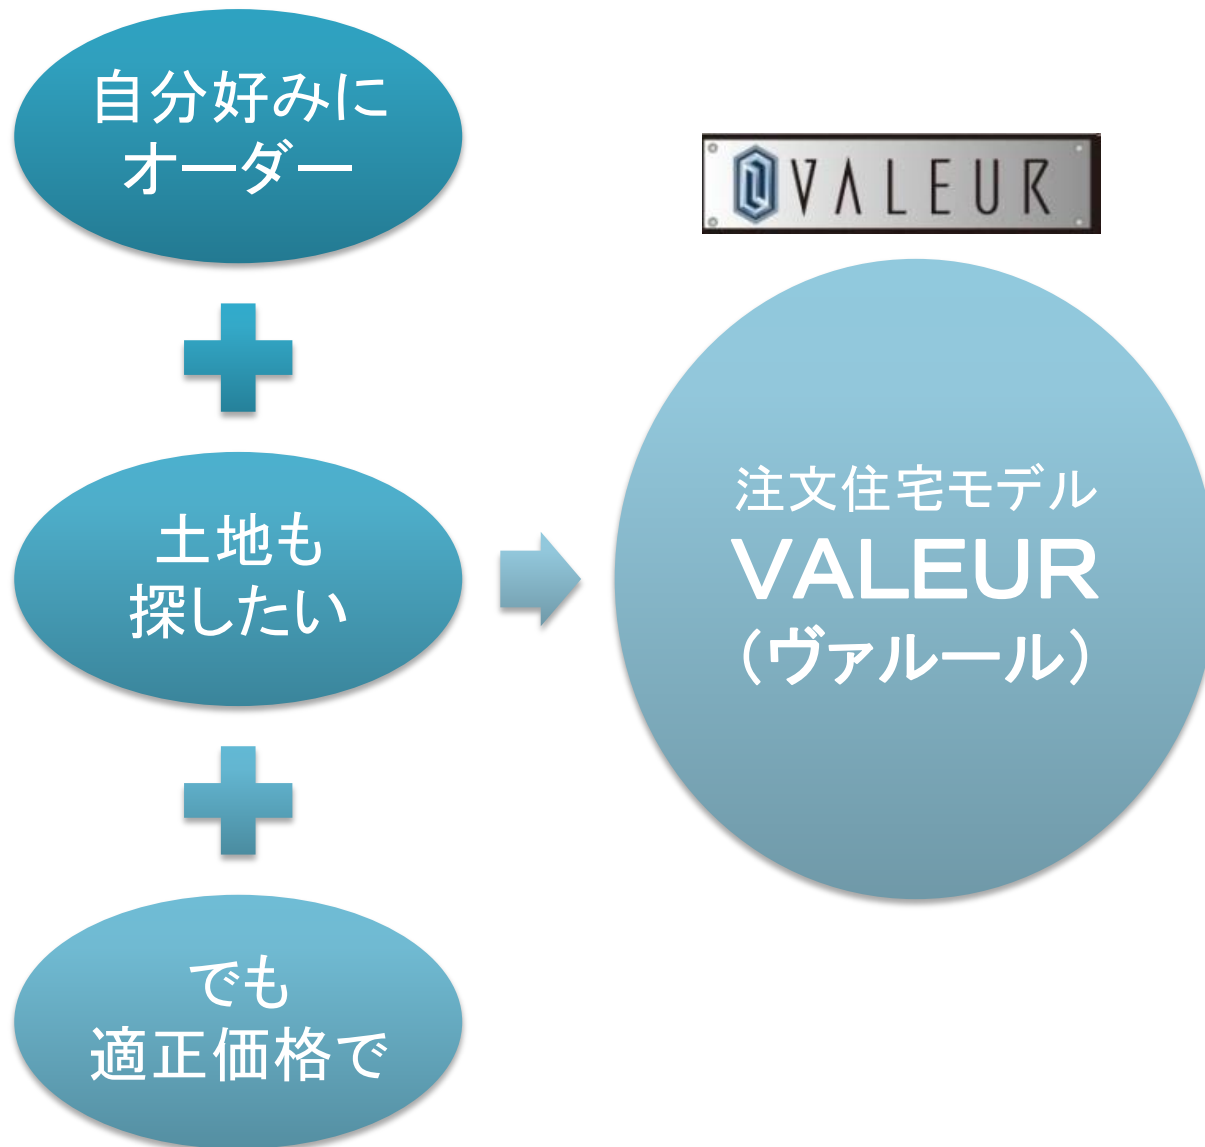 自分好みに
オーダー
土地も
探したい
でも
適正価格で
VALEUR
注文住宅モデル
VALEUR
（ヴァルール）